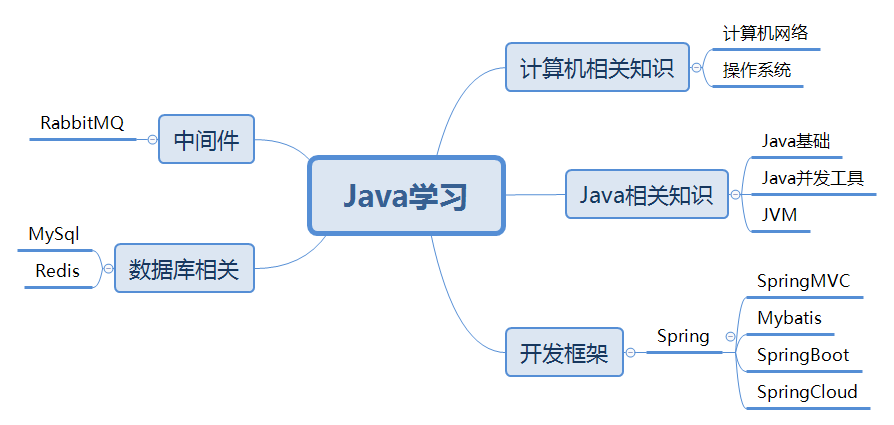 Java学习
计算机相关知识
计算机网络
操作系统
Java相关知识
Java基础
Java并发工具
JVM
开发框架
Spring
SpringMVC
Mybatis
SpringBoot
SpringCloud
数据库相关
MySql
Redis
中间件
RabbitMQ